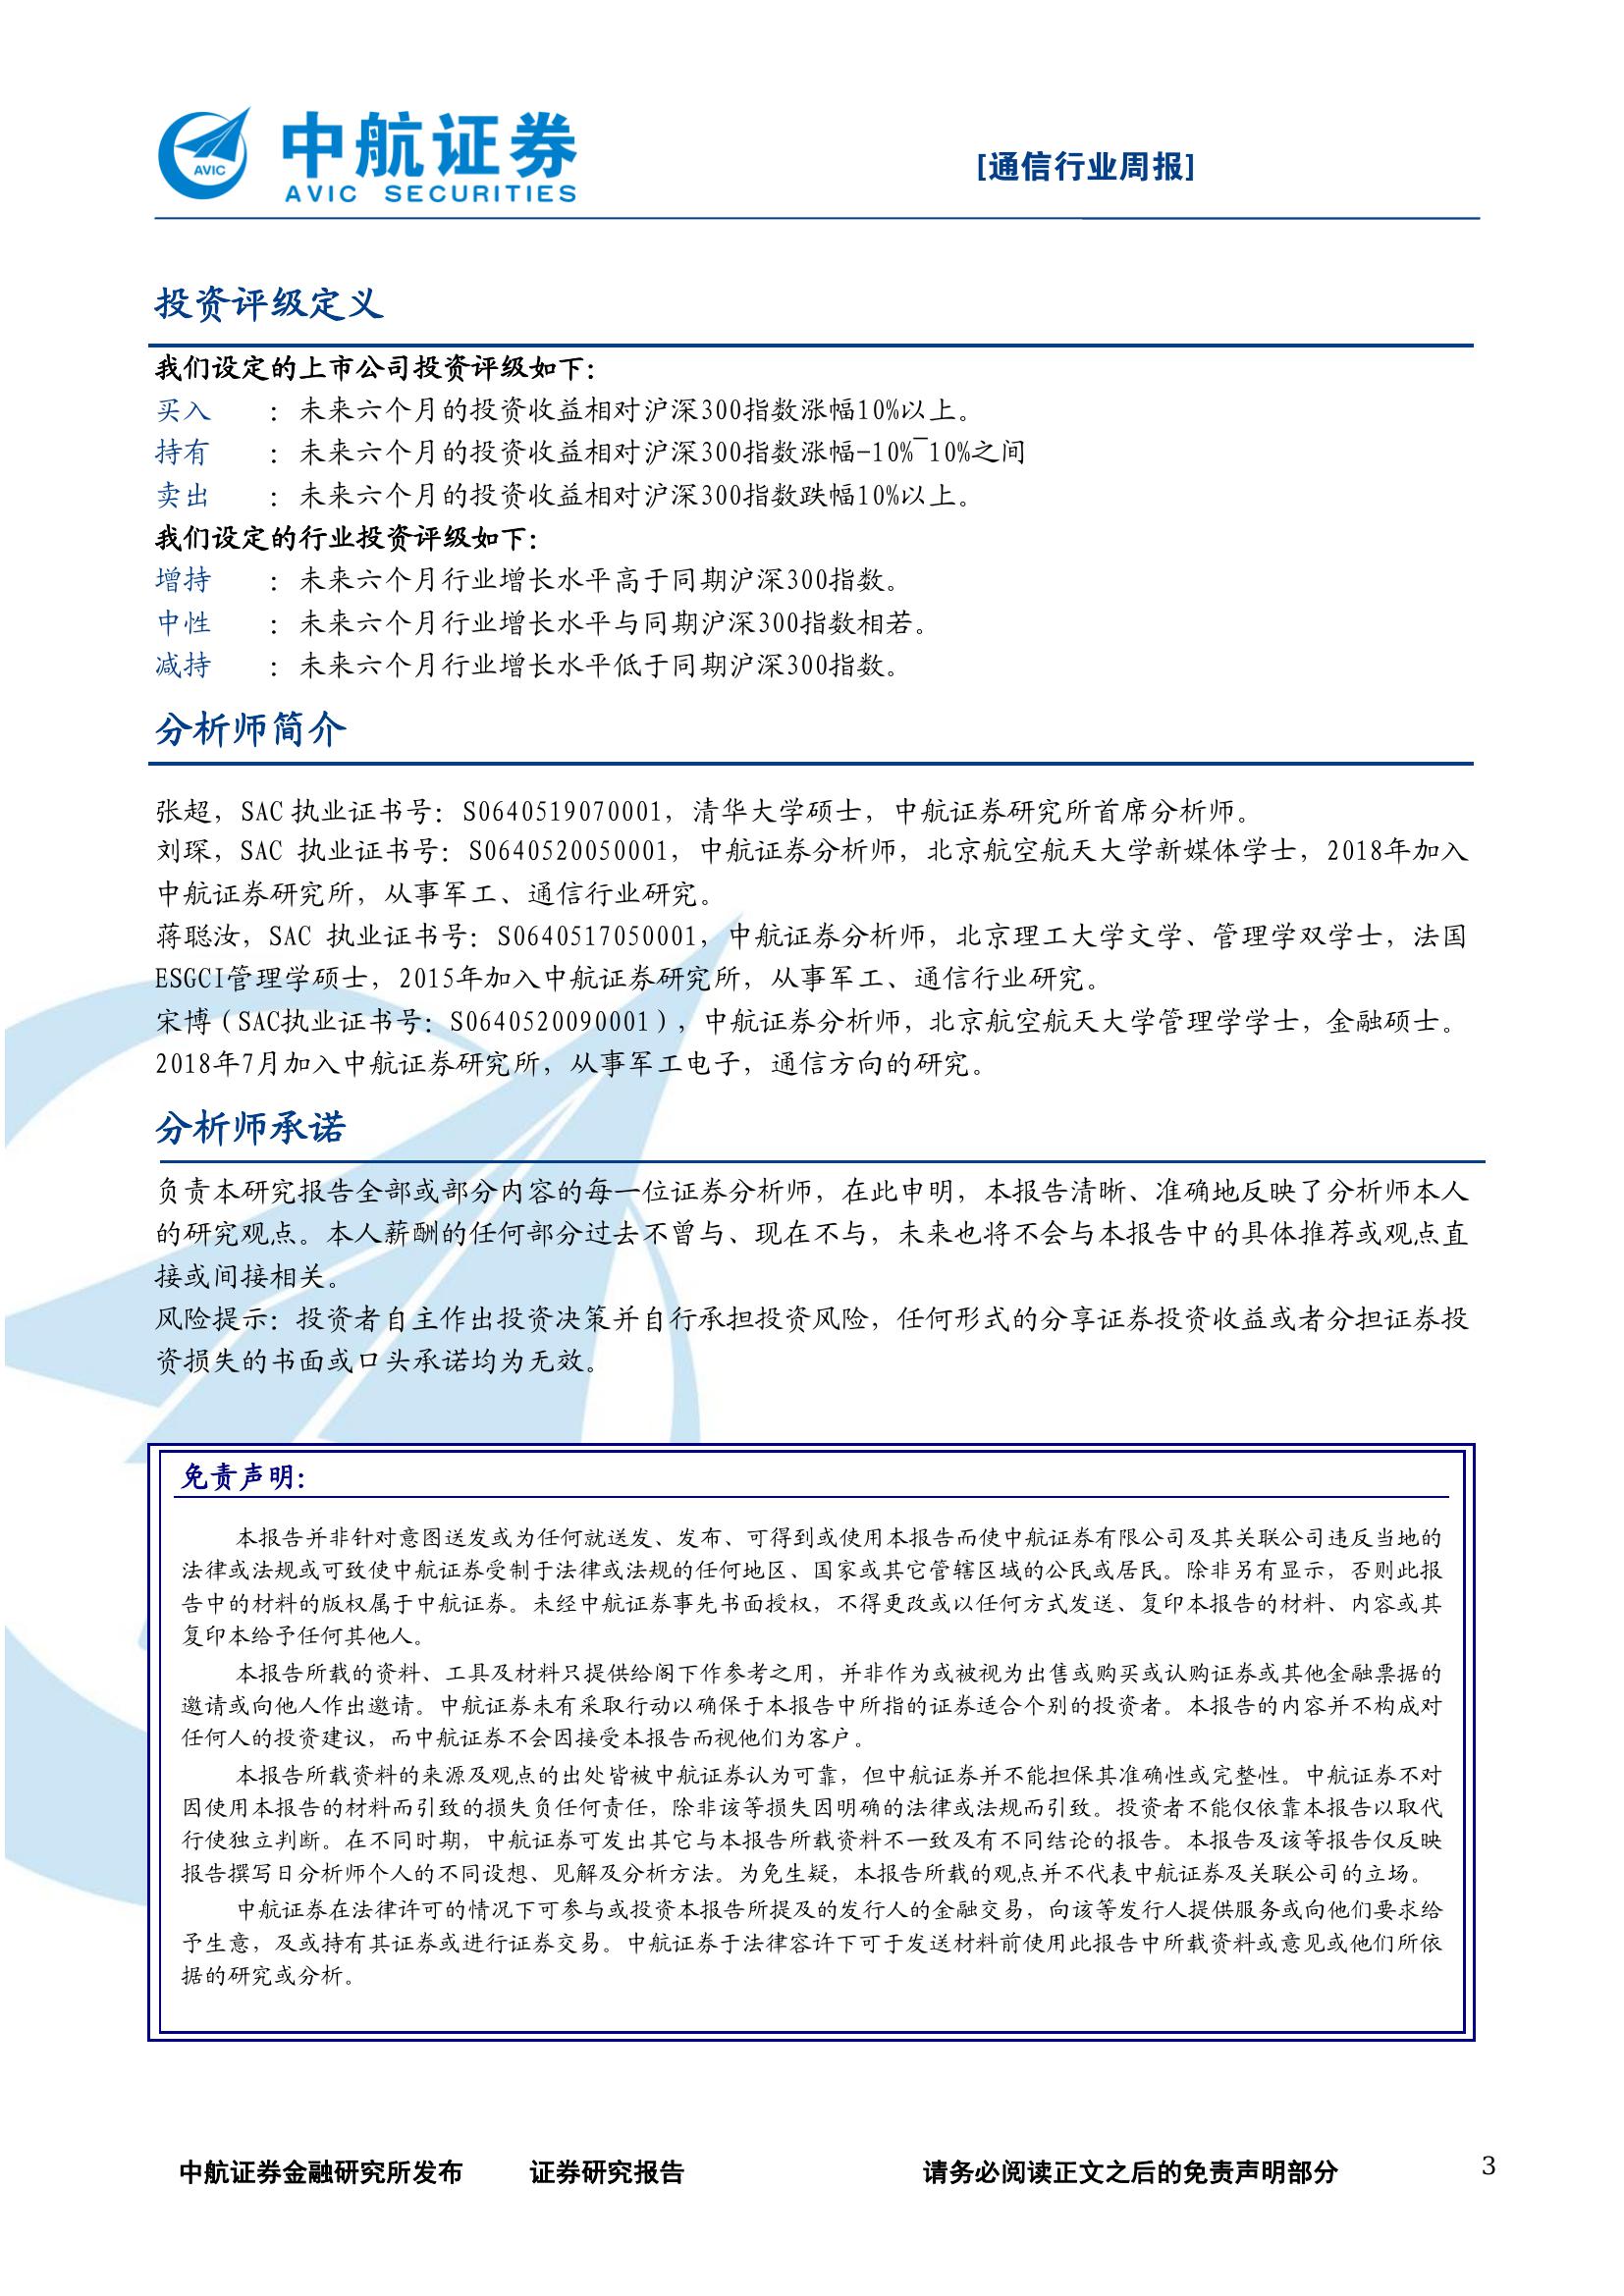 中航证券
AVIC SECURITIES
AVIC
[通信行业周报]
投资评级定义
我们设定的上市公司投资评级如下：
买入 ：未来六个月的投资收益相对沪深300指数涨幅10%以上。
持有 ：未来六个月的投资收益相对沪深300指数涨幅-10%~10%之间
卖出 ：未来六个月的投资收益相对沪深300指数跌幅10%以上。
我们设定的行业投资评级如下：
增持 ：未来六个月行业增长水平高于同期沪深300指数。
中性 ：未来六个月行业增长水平与同期沪深300指数相若。
减持 ：未来六个月行业增长水平低于同期沪深300指数。
分析师简介
张超，SAC 执业证书号：S0640519070001，清华大学硕士，中航证券研究所首席分析师。
刘琛，SAC 执业证书号：S0640520050001，中航证券分析师，北京航空航天大学新媒体学士，2018年加入
中航证券研究所，从事军工、通信行业研究。
蒋聪汝，SAC 执业证书号：S0640517050001，中航证券分析师，北京理工大学文学、管理学双学士，法国
ESGCI管理学硕士，2015年加入中航证券研究所，从事军工、通信行业研究。
宋博（SAC执业证书号：S0640520090001），中航证券分析师，北京航空航天大学管理学学士，金融硕士。
2018年7月加入中航证券研究所，从事军工电子，通信方向的研究。
分析师承诺
负责本研究报告全部或部分内容的每一位证券分析师，在此申明，本报告清晰、准确地反映了分析师本人
的研究观点。本人薪酬的任何部分过去不曾与、现在不与，未来也将不会与本报告中的具体推荐或观点直
接或间接相关。
风险提示：投资者自主作出投资决策并自行承担投资风险，任何形式的分享证券投资收益或者分担证券投
资损失的书面或口头承诺均为无效。
免责声明：
本报告并非针对意图送发或为任何就送发、发布、可得到或使用本报告而使中航证券有限公司及其关联公司违反当地的
法律或法规或可致使中航证券受制于法律或法规的任何地区、国家或其它管辖区域的公民或居民。除非另有显示，否则此报
告中的材料的版权属于中航证券。未经中航证券事先书面授权，不得更改或以任何方式发送、复印本报告的材料、内容或其
复印本给予任何其他人。
本报告所载的资料、工具及材料只提供给阁下作参考之用，并非作为或被视为出售或购买或认购证券或其他金融票据的
邀请或向他人作出邀请。中航证券未有采取行动以确保于本报告中所指的证券适合个别的投资者。本报告的内容并不构成对
任何人的投资建议，而中航证券不会因接受本报告而视他们为客户。
本报告所载资料的来源及观点的出处皆被中航证券认为可靠，但中航证券并不能担保其准确性或完整性。中航证券不对
因使用本报告的材料而引致的损失负任何责任，除非该等损失因明确的法律或法规而引致。投资者不能仅依靠本报告以取代
行使独立判断。在不同时期，中航证券可发出其它与本报告所载资料不一致及有不同结论的报告。本报告及该等报告仅反映
报告撰写日分析师个人的不同设想、见解及分析方法。为免生疑，本报告所载的观点并不代表中航证券及关联公司的立场。
中航证券在法律许可的情况下可参与或投资本报告所提及的发行人的金融交易，向该等发行人提供服务或向他们要求给
予生意，及或持有其证券或进行证券交易。中航证券于法律容许下可于发送材料前使用此报告中所载资料或意见或他们所依
据的研究或分析。
中航证券金融研究所发布 证券研究报告 请务必阅读正文之后的免责声明部分 3